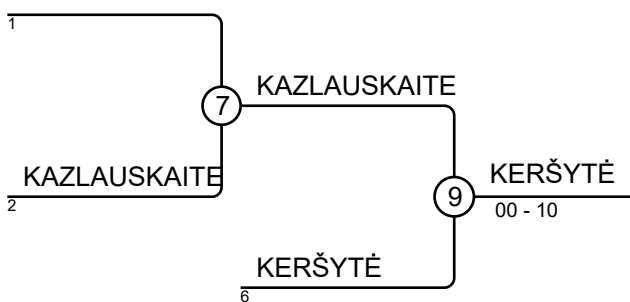 1
7
KAZLAUSKAITE
KAZLAUSKAITE
2
9
KERŠYTĖ
00 - 10
KERŠYTĖ
6